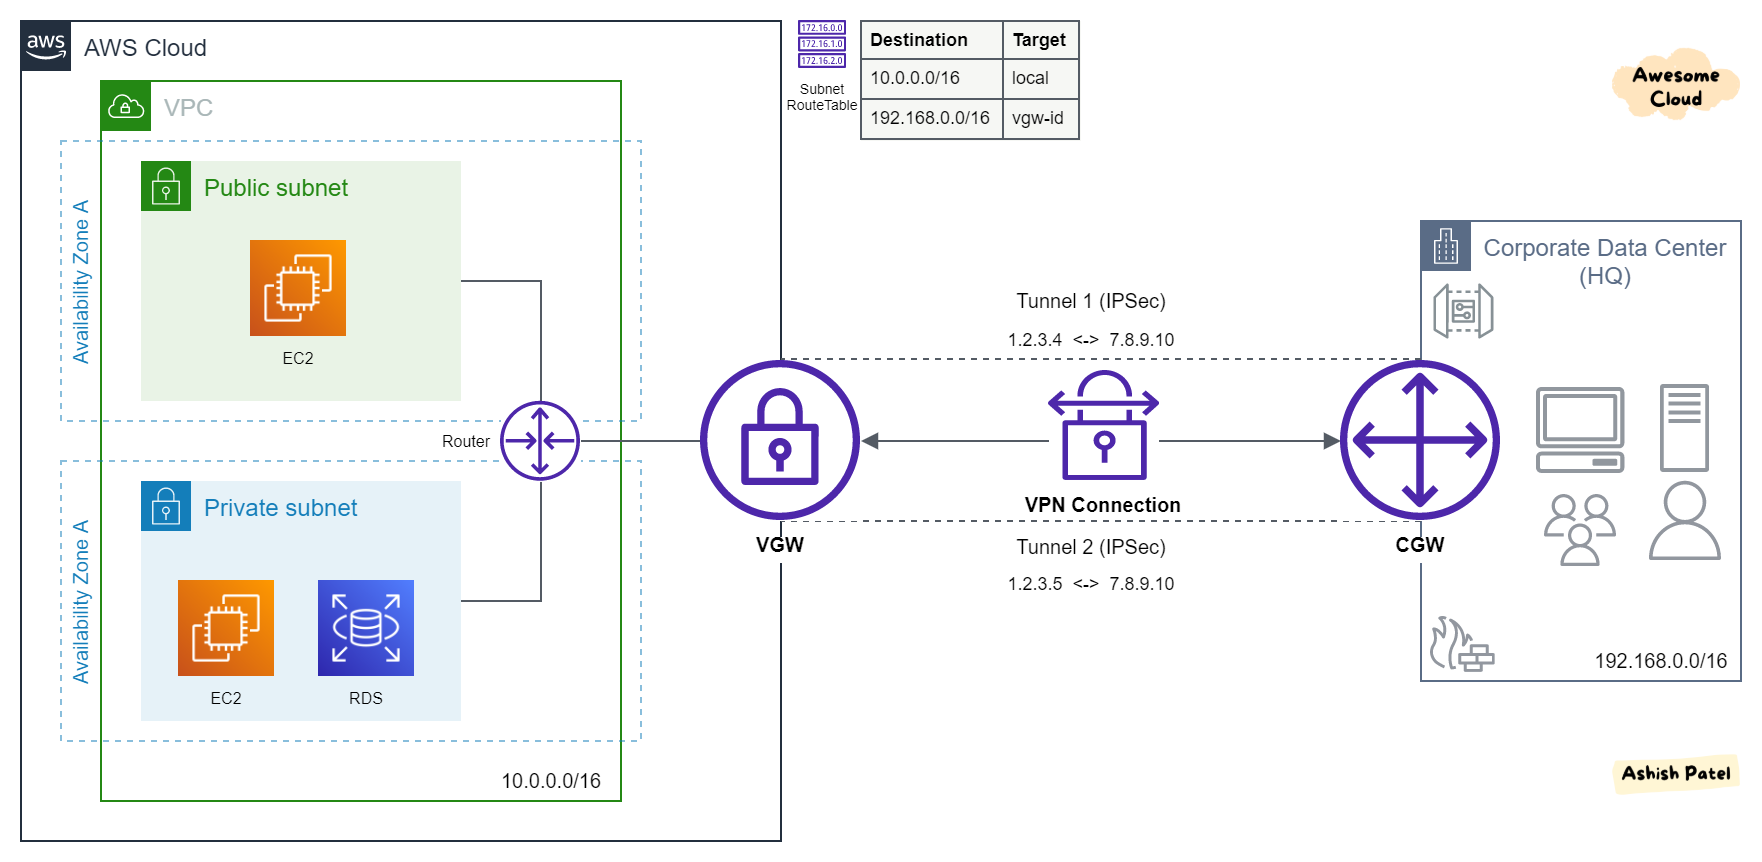 aws
AWS Cloud
172.16.0.0
172.16.1.0
172.16.2.0
Subnet
RouteTable
Destination Target
10.0.0.0/16 local
192.168.0.0/16 vgw-id
Awesome
Cloud
VPC
Availability Zone A
Public subnet
EC2
Router
Availability Zone A
Private subnet
EC2 RDS
10.0.0.0/16
VGW
Tunnel 1 (IPSec)
1.2.3.4 <-> 7.8.9.10
VPN Connection
Tunnel 2 (IPSec)
1.2.3.5 <-> 7.8.9.10
CGW
Corporate Data Center
(HQ)
192.168.0.0/16
Ashish Patel